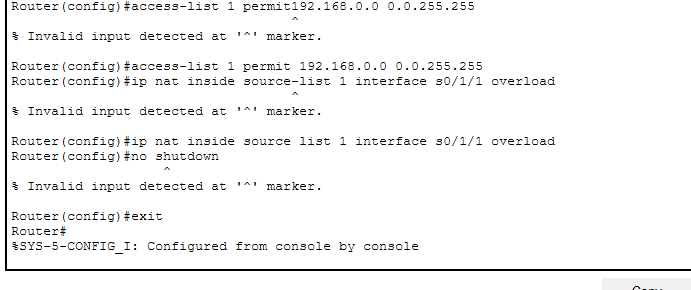 Router(config)#access-list 1 permit192.168.0.0 0.0.255.255
^
% Invalid input detected at '^' marker.
Router(config)#access-list 1 permit 192.168.0.0 0.0.255.255
Router(config)#ip nat inside source-list 1 interface s0/1/1 overload
^
% Invalid input detected at '^' marker.
Router(config)#ip nat inside source list 1 interface s0/1/1 overload
Router(config)#no shutdown
^
% Invalid input detected at '^' marker.
Router(config)#exit
Router#
%SYS-5-CONFIG_I: Configured from console by console